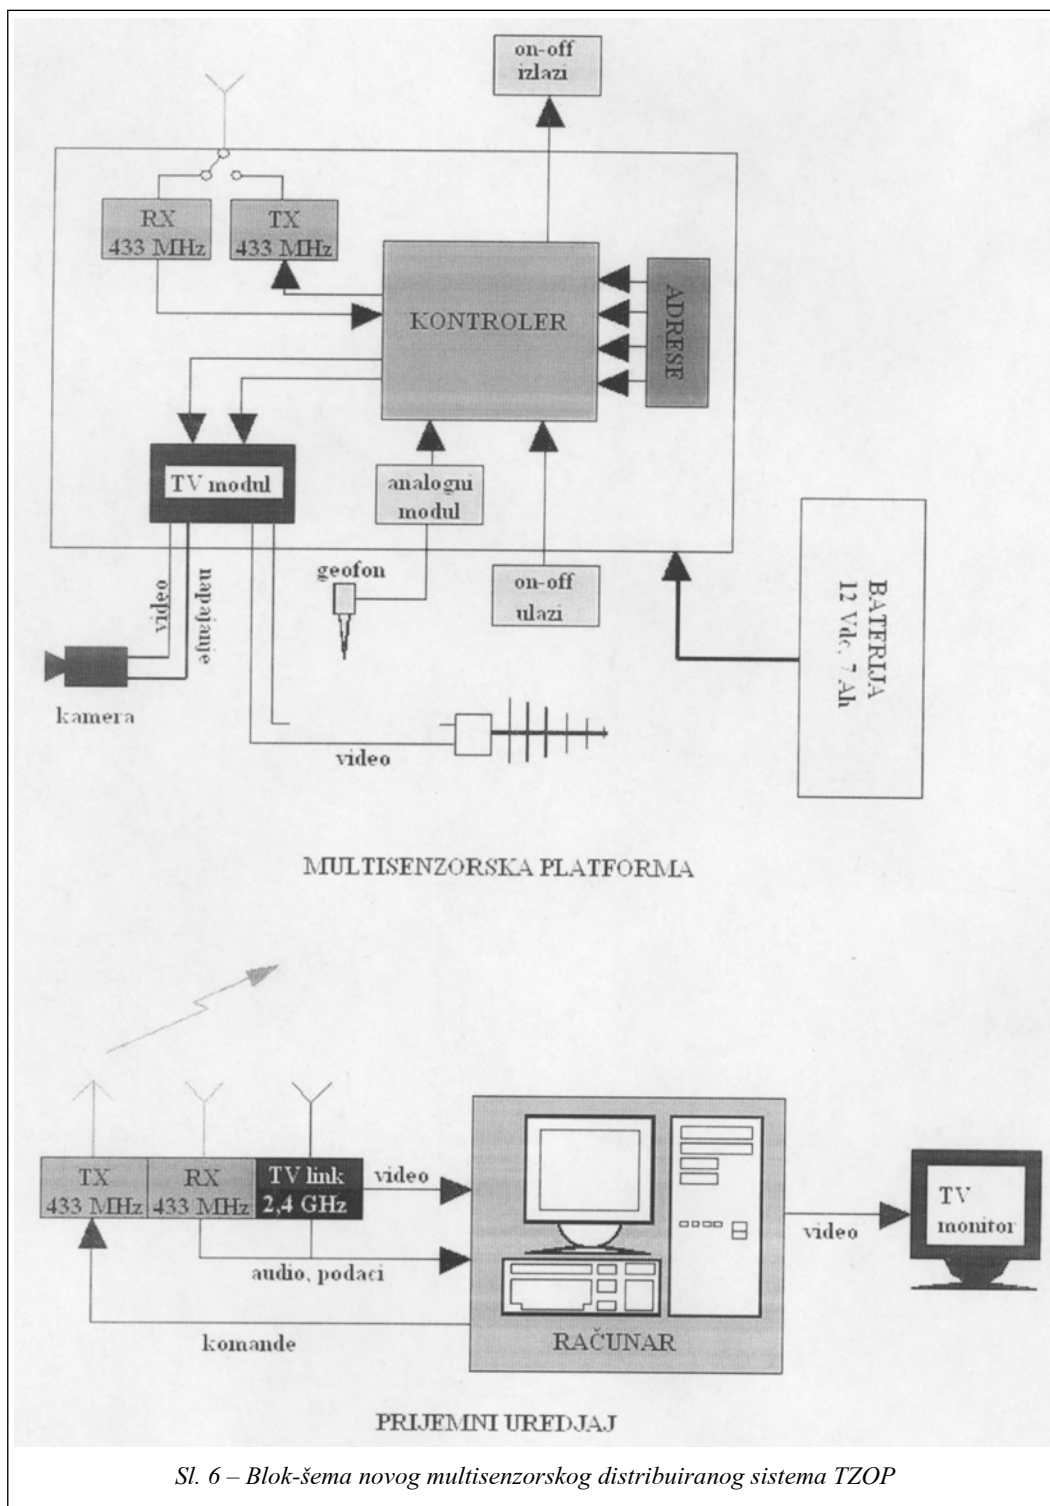 on-off
izlazi
RX
433 MHz
TX
433 MHz
KONTROLER
ADRESE
TV modul
analogni
modul
geofon
on-off
ulazi
video
napajanje
BATERIJA
12 Vdc, 7 Ah
kamera
video
MULTISENZORSKA PLATFORMA
TX
433 MHz
RX
433 MHz
TV link
2,4 GHz
video
audio, podaci
komande
RAČUNAR
video
TV
monitor
PRIJEMNI UREDJAJ
Sl. 6 – Blok-šema novog multisenzorskog distribuiranog sistema TZOP